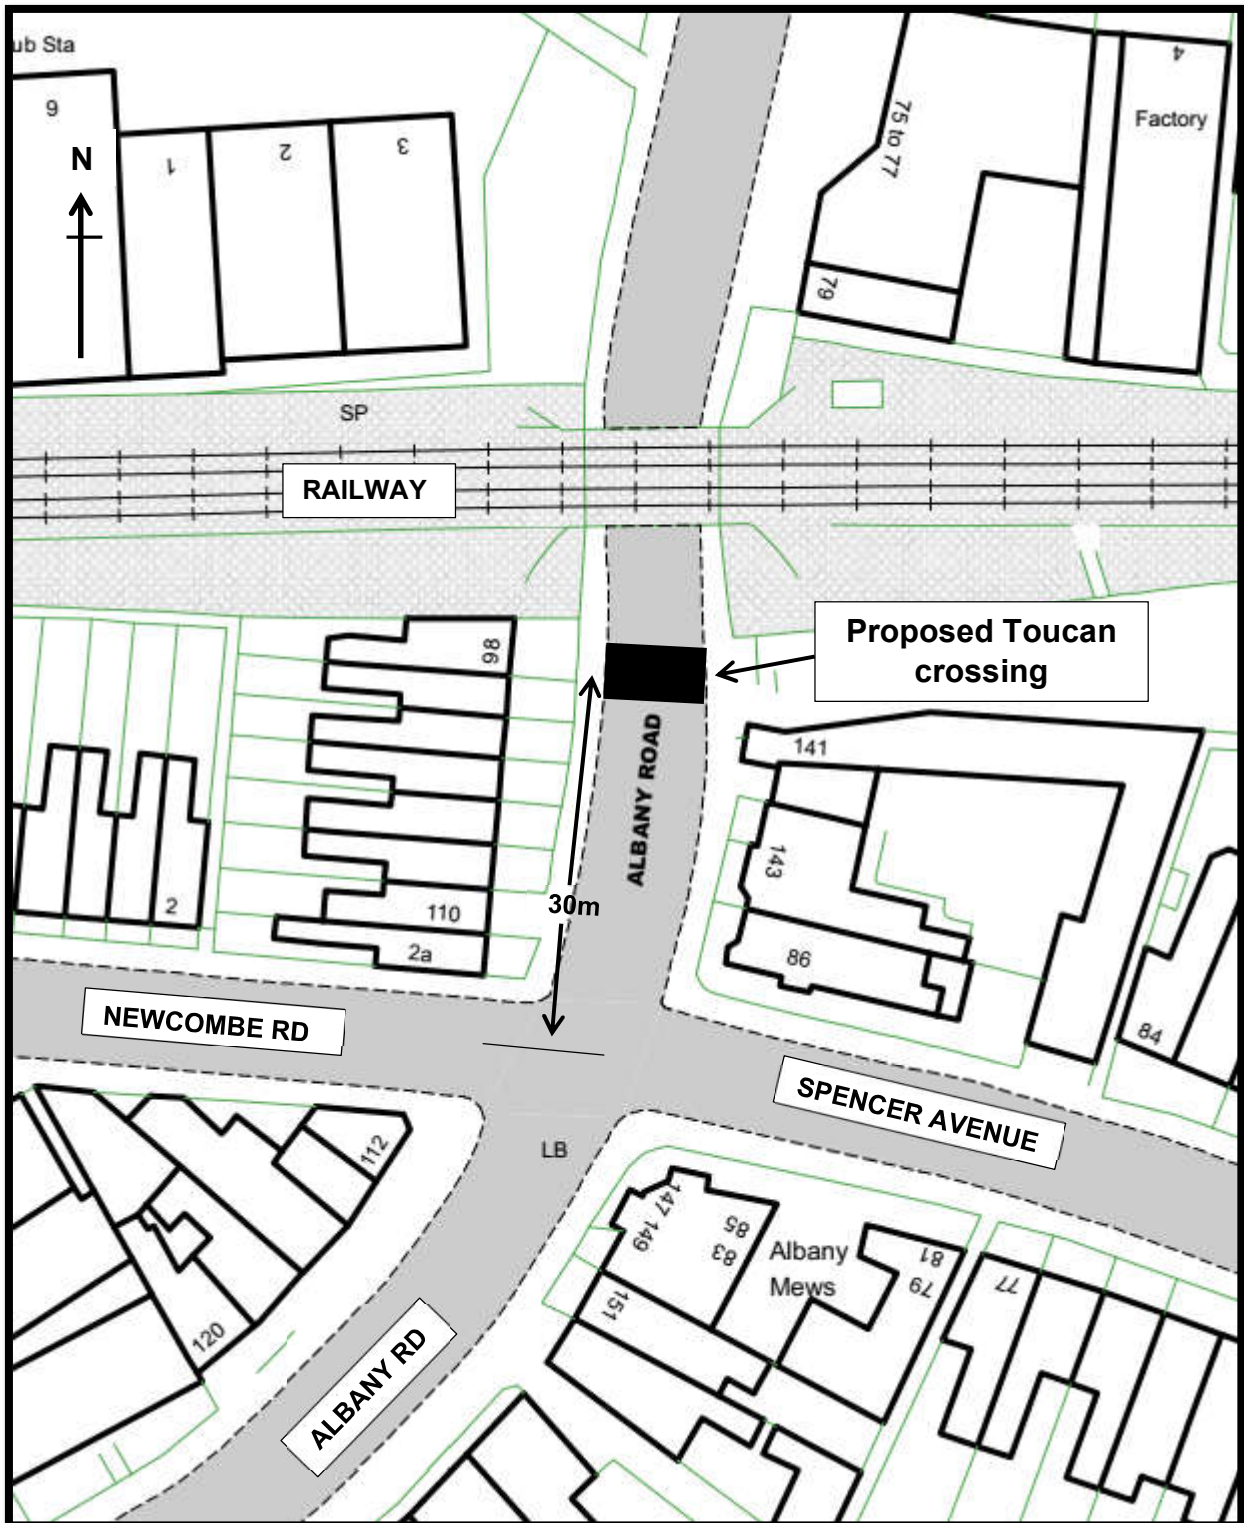 ub Sta
6
N
1
2
3
75 to 77
4
Factory
79
SP
RAILWAY
98
Proposed Toucan
crossing
ALBANY ROAD
141
143
30m
2
110
2a
86
84
NEWCOMBE RD
SPENCER AVENUE
112
LB
147 149
85
83
Albany
Mews
81
79
77
151
120
ALBANY RD